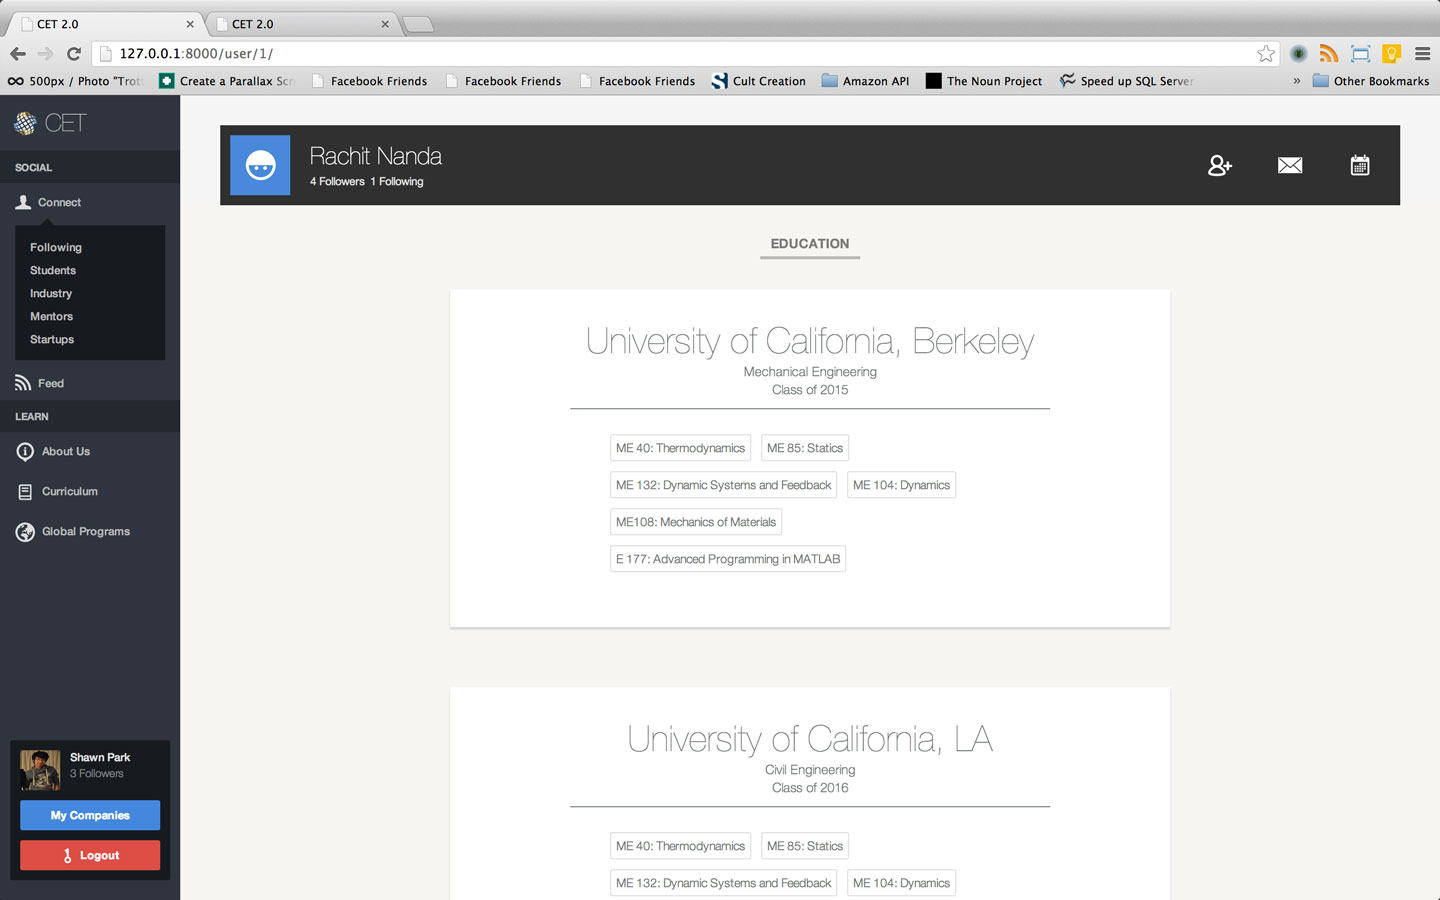 CET 2.0
CET 2.0
127.0.0.1:8000/user/1/
500px / Photo "Trot
Create a Parallax Scr
Facebook Friends
Facebook Friends
Facebook Friends
Cult Creation
Amazon API
The Noun Project
Speed up SQL Server
»
Other Bookmarks
CET
SOCIAL
Connect
Following
Students
Industry
Mentors
Startups
Feed
LEARN
About Us
Curriculum
Global Programs
Shawn Park
3 Followers
My Companies
Logout
Rachit Nanda
4 Followers 1 Following
EDUCATION
University of California, Berkeley
Mechanical Engineering
Class of 2015
ME 40: Thermodynamics
ME 85: Statics
ME 132: Dynamic Systems and Feedback
ME 104: Dynamics
ME108: Mechanics of Materials
E 177: Advanced Programming in MATLAB
University of California, LA
Civil Engineering
Class of 2016
ME 40: Thermodynamics
ME 85: Statics
ME 132: Dynamic Systems and Feedback
ME 104: Dynamics